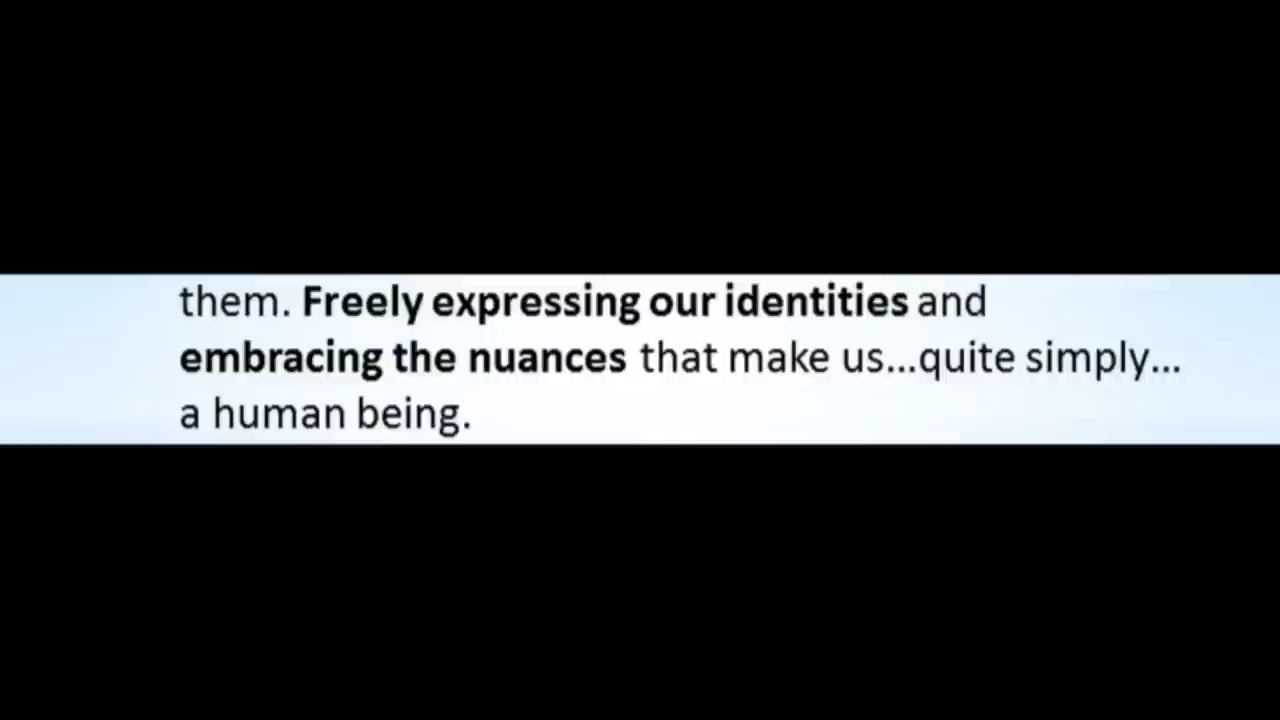 them. Freely expressing our identities and
embracing the nuances that make us...quite simply...
a human being.